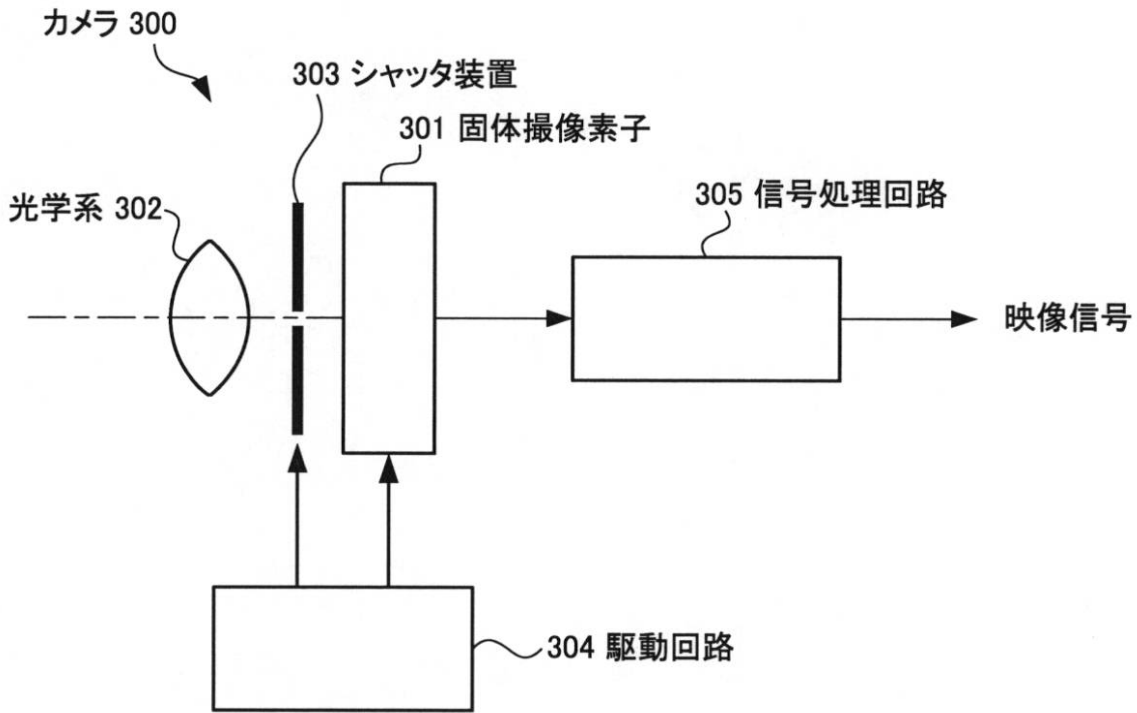 カメラ 300
303 シャッタ装置
301 固体撮像素子
光学系 302
305 信号処理回路
映像信号
304 駆動回路